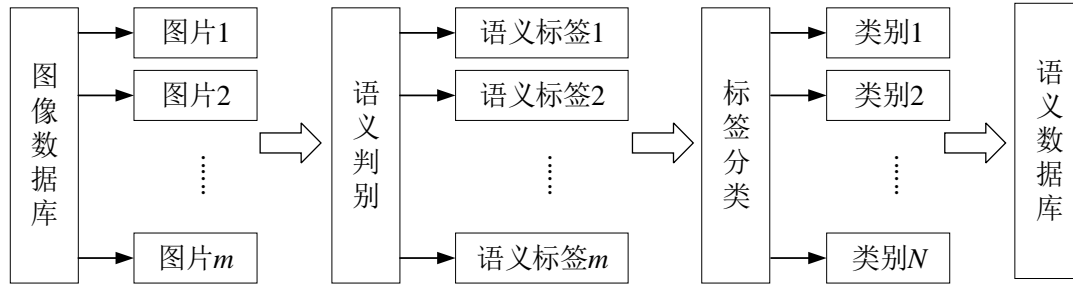 图像数据库
图片1
图片2
......
图片m
语义判别
语义标签1
语义标签2
......
语义标签m
标签分类
类别1
类别2
......
类别N
语义数据库